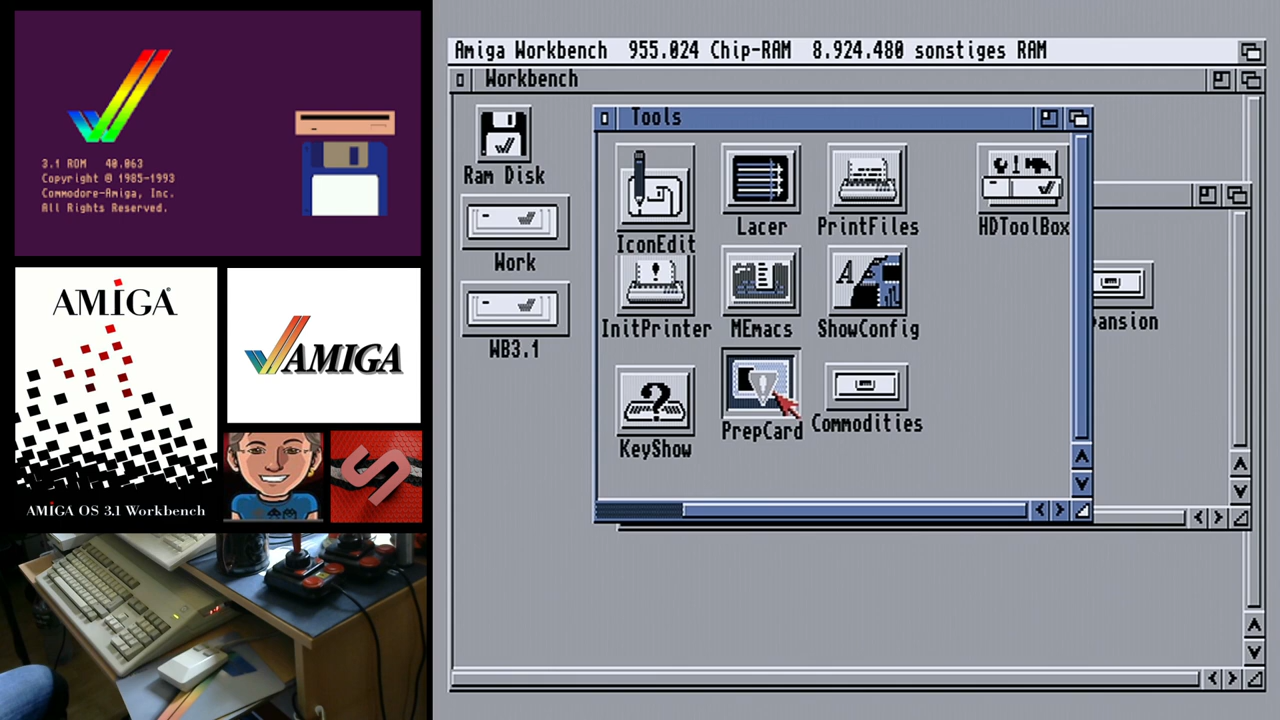 3.1 ROM 40.063
Copyright © 1985-1993
Commodore-Amiga, Inc.
All Rights Reserved.
AMIGA®
AMIGA OS 3.1 Workbench
AMIGA
Amiga Workbench 955.024 Chip-RAM 8.924.480 sonstiges RAM
Workbench
Ram Disk
Work
WB3.1
Tools
IconEdit
Lacer
PrintFiles
HDToolBox
InitPrinter
MEmacs
ShowConfig
KeyShow
PrepCard
Commodities
pansion